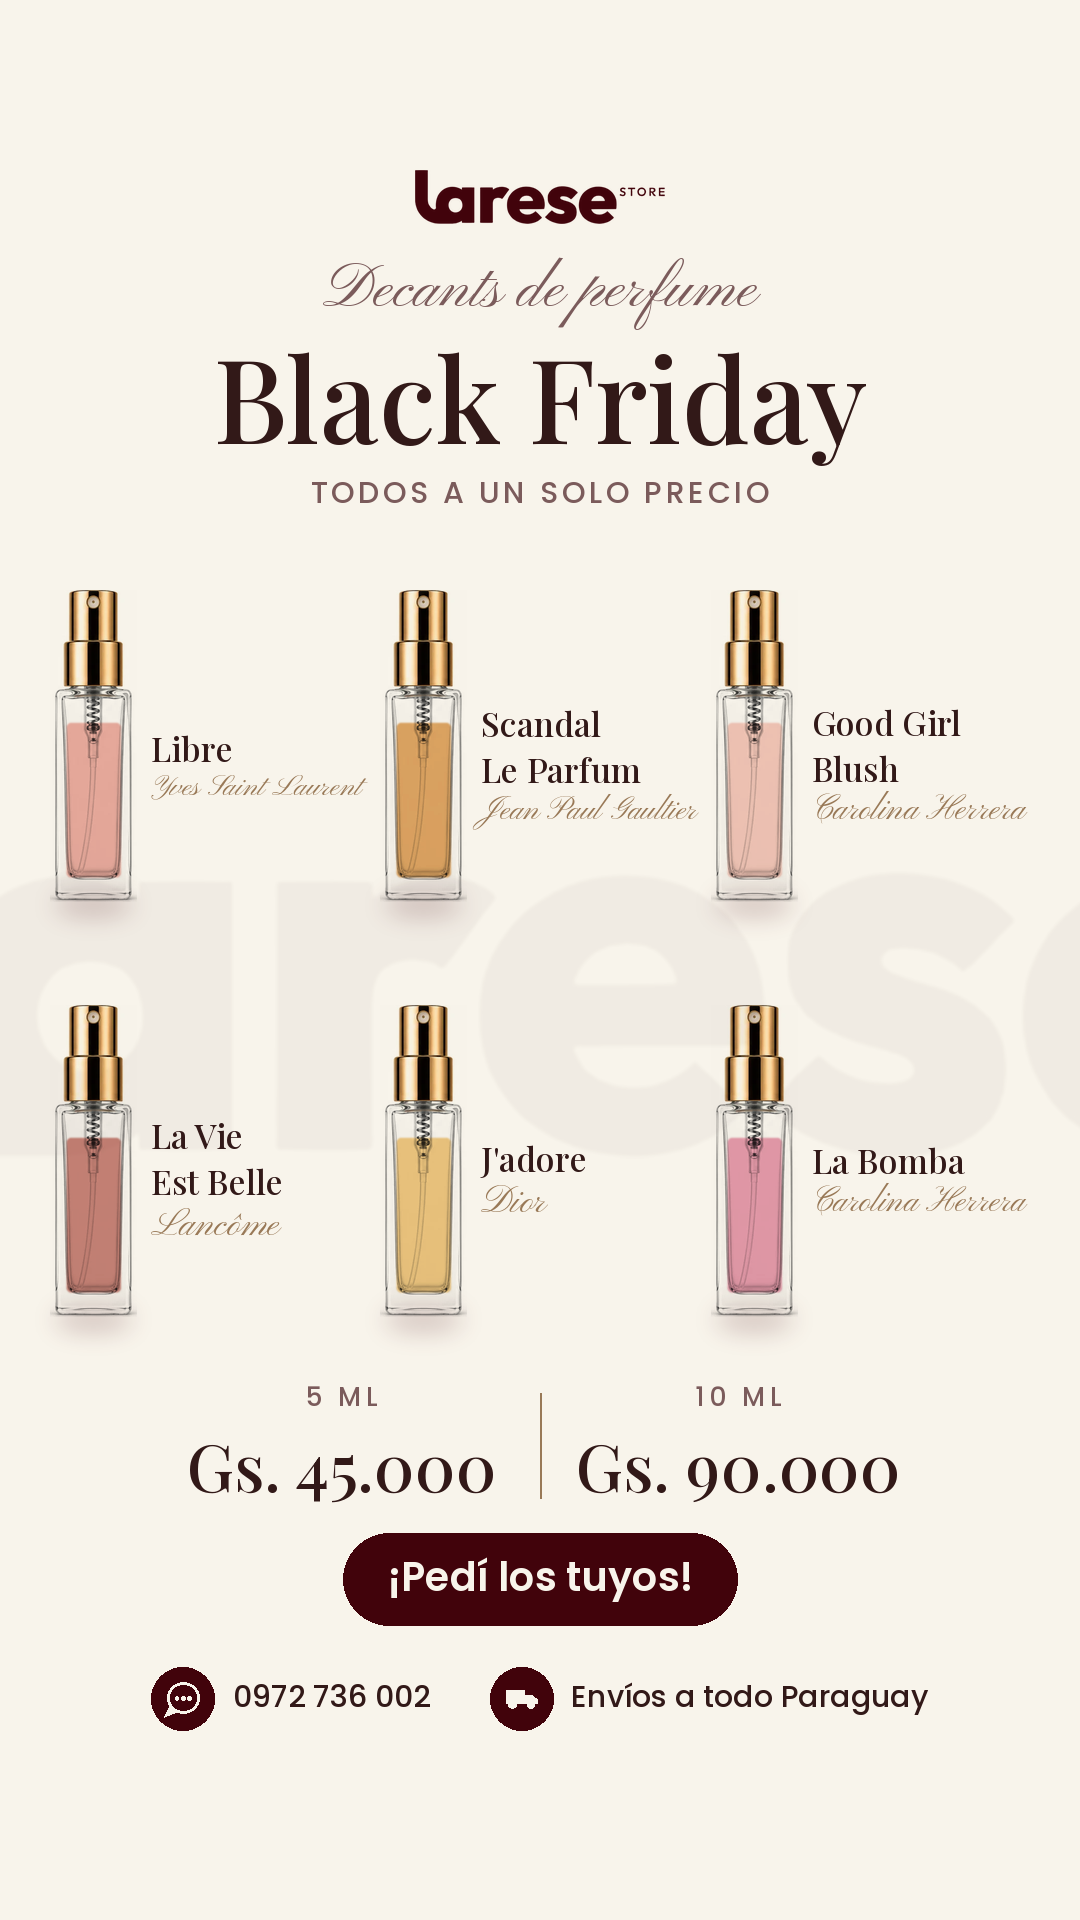 larese STORE
Decants de perfume
Black Friday
TODOS A UN SOLO PRECIO
Libre
Yves Saint Laurent
Scandal
Le Parfum
Jean Paul Gaultier
Good Girl
Blush
Carolina Herrera
larese
La Vie
Est Belle
Lancôme
J'adore
Dior
La Bomba
Carolina Herrera
5 ML
Gs. 45.000
10 ML
Gs. 90.000
¡Pedí los tuyos!
0972 736 002
Envíos a todo Paraguay